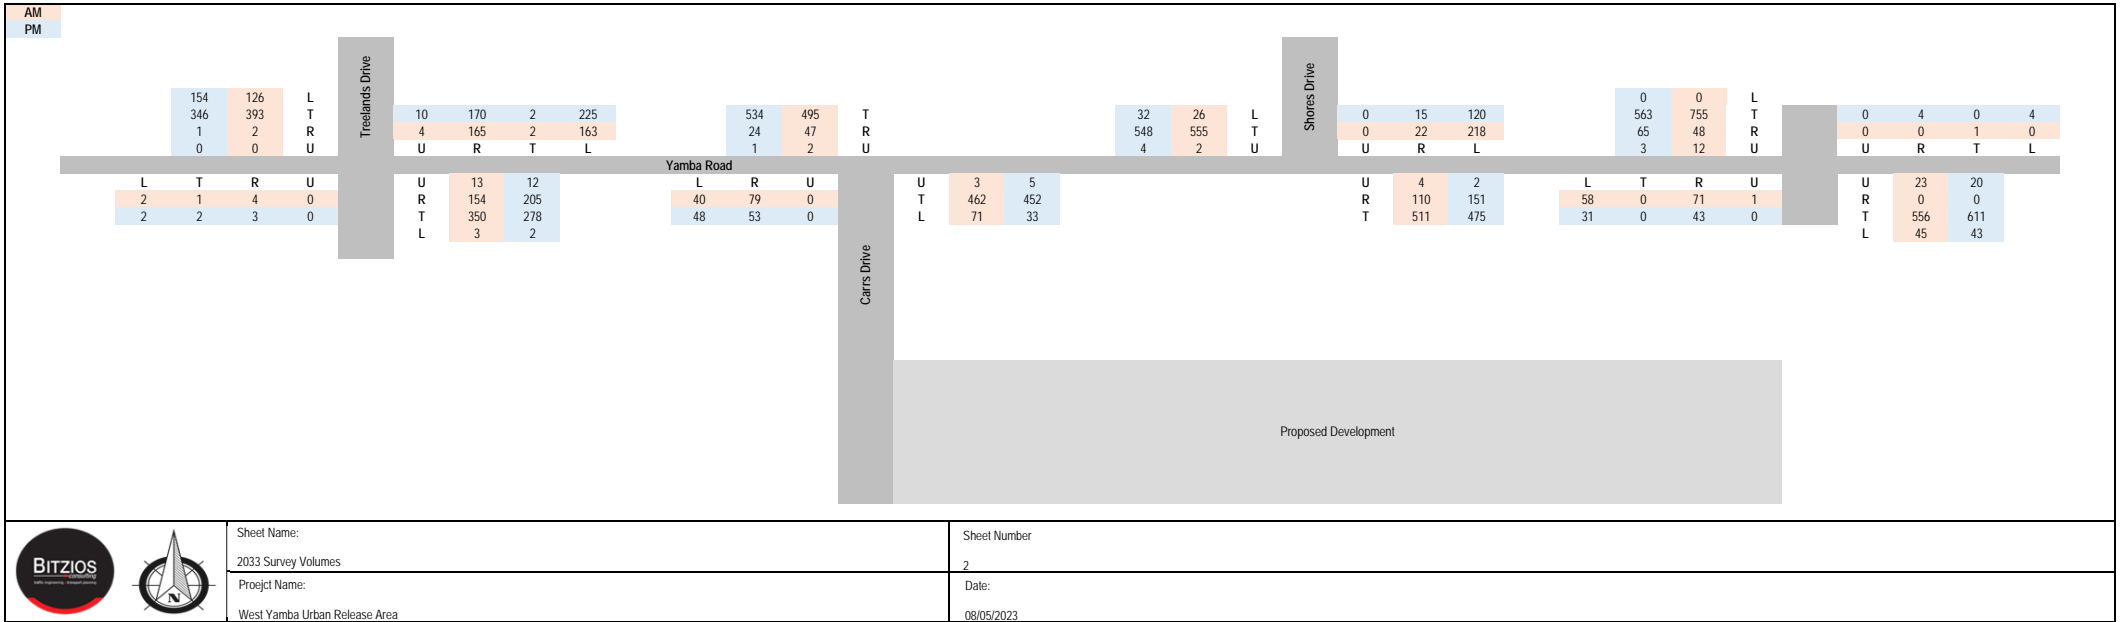 AM
PM
Treelands Drive
Shores Drive
154 126 L
346 393 T
1 2 R
0 0 U
10 170 2 225
4 165 2 163
U R T L
534 495 T
24 47 R
1 2 U
32 26 L
548 555 T
4 2 U
0 15 120
0 22 218
U R L
0 0 L
563 755 T
65 48 R
3 12 U
0 4 0 4
0 0 1 0
U R T L
Yamba Road
L T R U
2 1 4 0
2 2 3 0
U 13 12
R 154 205
T 350 278
L 3 2
L R U
40 79 0
48 53 0
U 3 5
T 462 452
L 71 33
U 4 2
R 110 151
T 511 475
L T R U
58 0 71 1
31 0 43 0
U 23 20
R 0 0
T 556 611
L 45 43
Carrs Drive
Proposed Development
BITZIOS
consulting
N
Sheet Name:
2033 Survey Volumes
Proejct Name:
West Yamba Urban Release Area
Sheet Number
2
Date:
08/05/2023